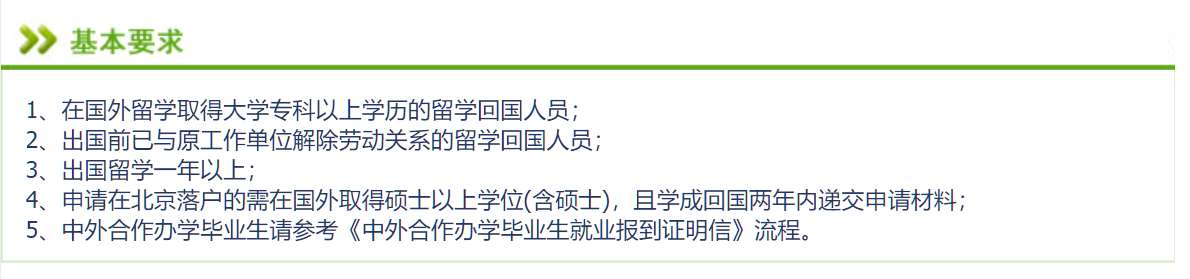 基本要求
1、在国外留学取得大学专科以上学历的留学回国人员；
2、出国前已与原工作单位解除劳动关系的留学回国人员；
3、出国留学一年以上；
4、申请在北京落户的需在国外取得硕士以上学位(含硕士)，且学成回国两年内递交申请材料；
5、中外合作办学毕业生请参考《中外合作办学毕业生就业报到证明信》流程。